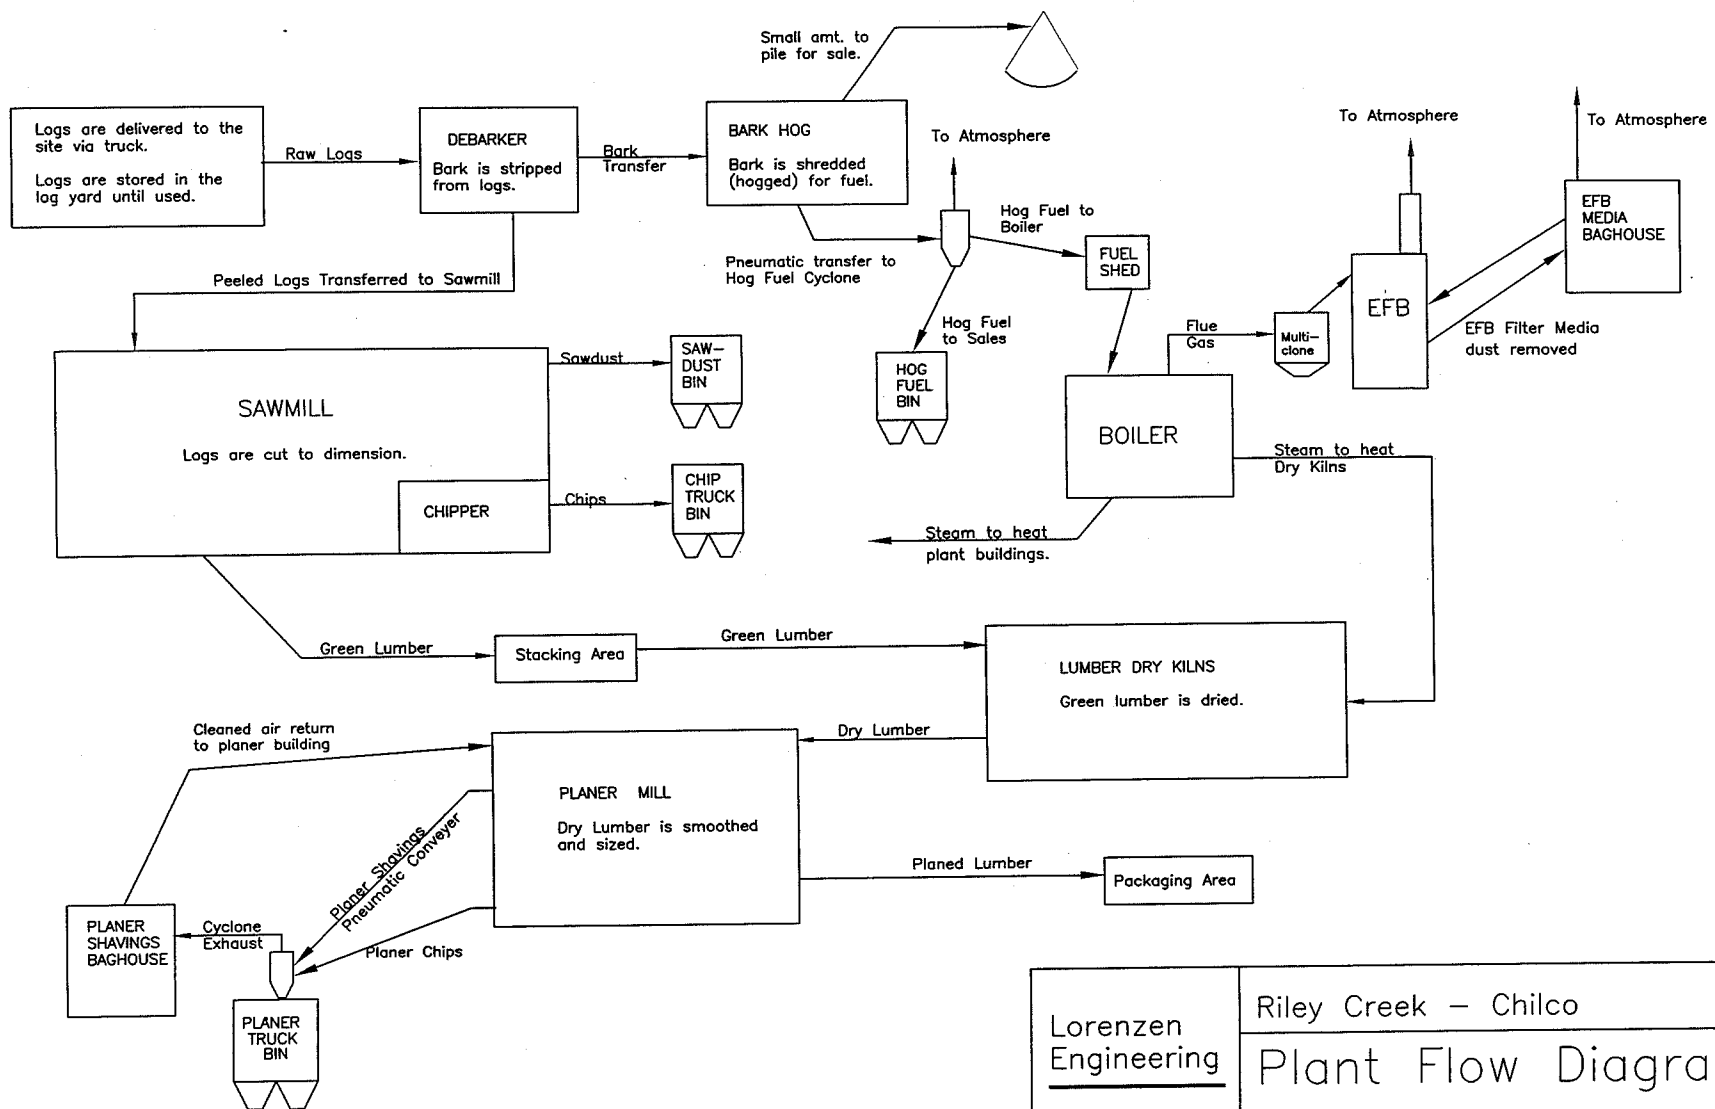 Small amt. to
pile for sale.
Logs are delivered to the
site via truck.
Logs are stored in the
log yard until used.
Raw Logs
DEBARKER
Bark is stripped
from logs.
Bark
Transfer
BARK HOG
Bark is shredded
(hogged) for fuel.
To Atmosphere
To Atmosphere
To Atmosphere
Hog Fuel to
Boiler
Pneumatic transfer to
Hog Fuel Cyclone
FUEL
SHED
EFB
MEDIA
BAGHOUSE
EFB
Peeled Logs Transferred to Sawmill
Hog Fuel
to Sales
Flue
Gas
Multi-
clone
EFB Filter Media
dust removed
Sawdust
SAW-
DUST
BIN
HOG
FUEL
BIN
SAWMILL
Logs are cut to dimension.
BOILER
Steam to heat
Dry Kilns
CHIPPER
Chips
CHIP
TRUCK
BIN
Steam to heat
plant buildings.
Green Lumber
Stacking Area
Green Lumber
LUMBER DRY KILNS
Green lumber is dried.
Cleaned air return
to planer building
Dry Lumber
PLANER MILL
Dry Lumber is smoothed
and sized.
Planer Shavings
Pneumatic Conveyer
Planed Lumber
Packaging Area
PLANER
SHAVINGS
BAGHOUSE
Cyclone
Exhaust
Planer Chips
PLANER
TRUCK
BIN
Lorenzen
Engineering
Riley Creek – Chilco
Plant Flow Diagra